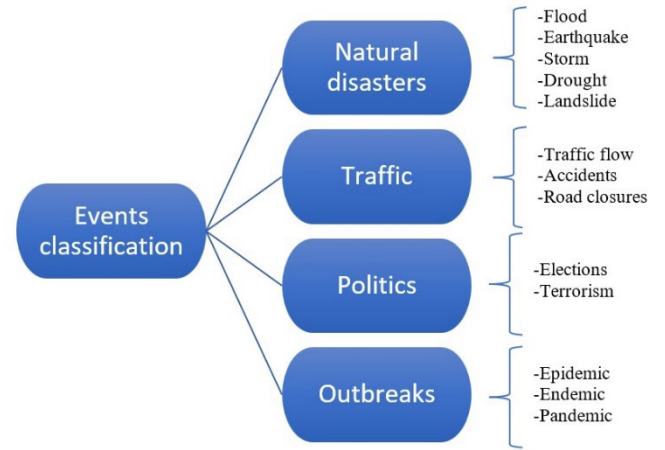 Events
classification
Natural
disasters
-Flood
-Earthquake
-Storm
-Drought
-Landslide
Traffic
-Traffic flow
-Accidents
-Road closures
Politics
-Elections
-Terrorism
Outbreaks
-Epidemic
-Endemic
-Pandemic